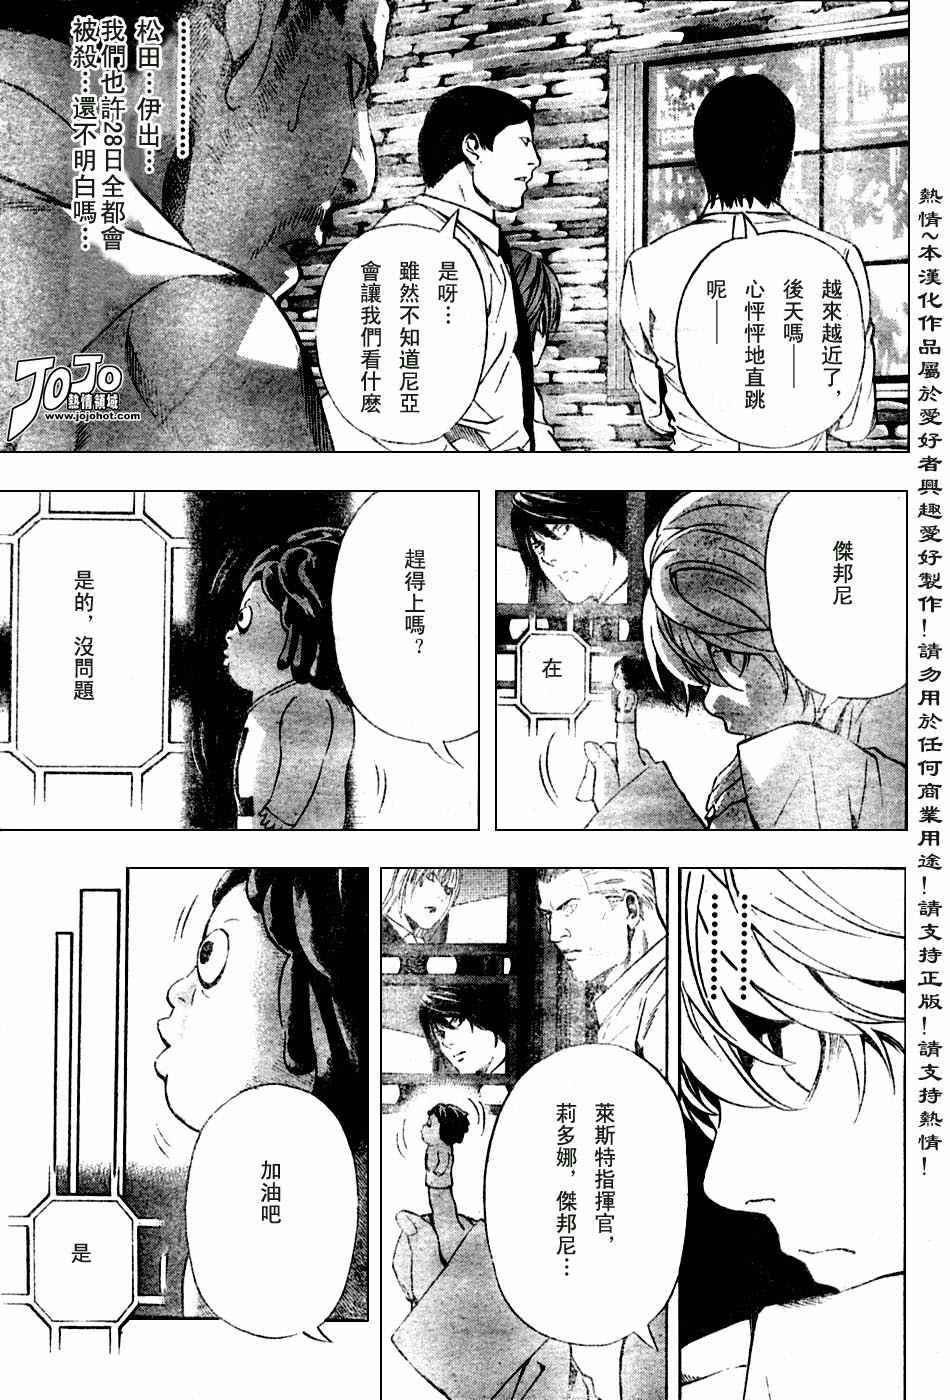 越來越近了，
後天嗎——
心怦怦地直跳
呢——
是呀…
雖然不知道尼亞
會讓我們看什麽
………………
松田…伊出…
我們也許28日全都會
被殺…還不明白嗎…
JOJO
熱情領域
www.jojohot.com
傑邦尼
在
趕得上嗎？
是的，沒問題
………………
萊斯特指揮官，
莉多娜，傑邦尼…
加油吧
是
熱情~本漢化作品屬於愛好者興趣愛好製作！請勿用於任何商業用途！請支持正版！請支持熱情！